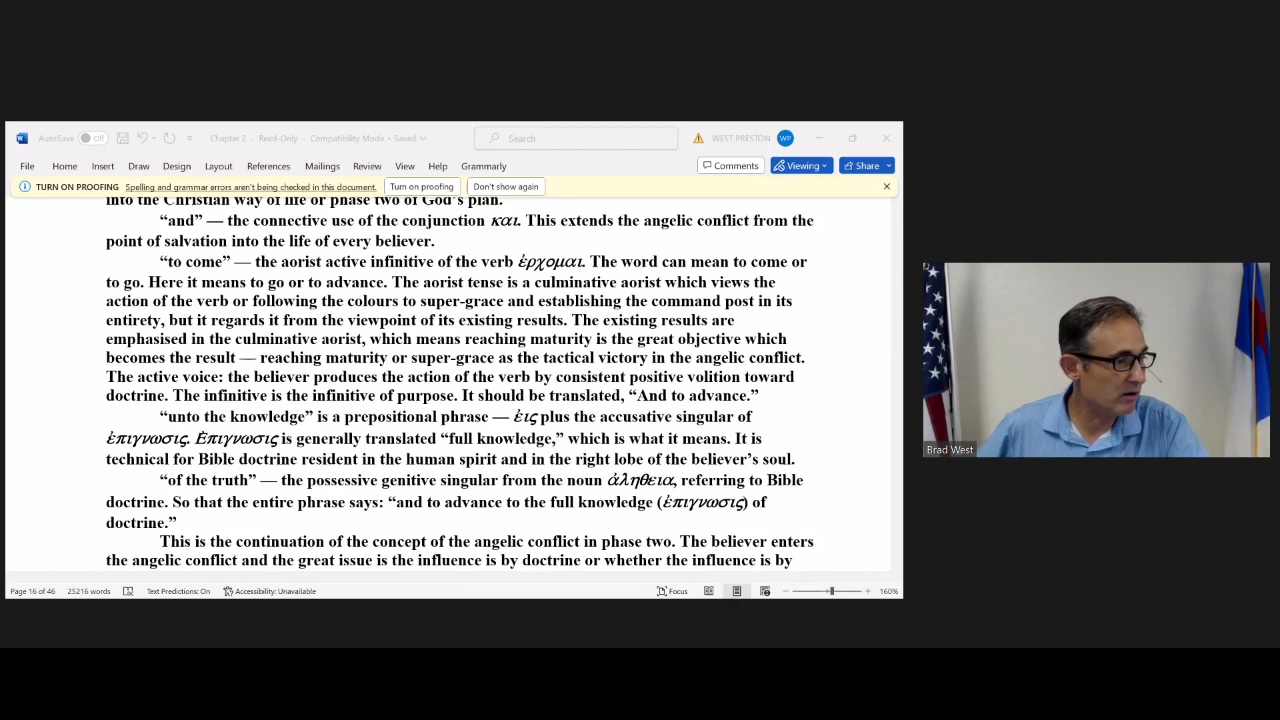 AutoSave Off Chapter 2 - Read-Only - Compatibility Mode • Saved Search WEST PRESTON WP
File Home Insert Draw Design Layout References Mailings Review View Help Grammarly Comments Viewing Share
TURN ON PROOFING Spelling and grammar errors aren't being checked in this document. Turn on proofing Don't show again
into the Christian way of life or phase two of God's plan.
“and” — the connective use of the conjunction και. This extends the angelic conflict from the
point of salvation into the life of every believer.
“to come” — the aorist active infinitive of the verb ἐρχομαι. The word can mean to come or
to go. Here it means to go or to advance. The aorist tense is a culminative aorist which views the
action of the verb or following the colours to super-grace and establishing the command post in its
entirety, but it regards it from the viewpoint of its existing results. The existing results are
emphasised in the culminative aorist, which means reaching maturity is the great objective which
becomes the result — reaching maturity or super-grace as the tactical victory in the angelic conflict.
The active voice: the believer produces the action of the verb by consistent positive volition toward
doctrine. The infinitive is the infinitive of purpose. It should be translated, “And to advance.”
“unto the knowledge” is a prepositional phrase — ἐις plus the accusative singular of
ἐπιγνωσις. Ἐπιγνωσις is generally translated “full knowledge,” which is what it means. It is
technical for Bible doctrine resident in the human spirit and in the right lobe of the believer's soul.
“of the truth” — the possessive genitive singular from the noun ἀληθεια, referring to Bible
doctrine. So that the entire phrase says: “and to advance to the full knowledge (ἐπιγνωσις) of
doctrine.”
This is the continuation of the concept of the angelic conflict in phase two. The believer enters
the angelic conflict and the great issue is the influence is by doctrine or whether the influence is by
Page 16 of 46 25216 words Text Predictions: On Accessibility: Unavailable Focus 160%
Brad West